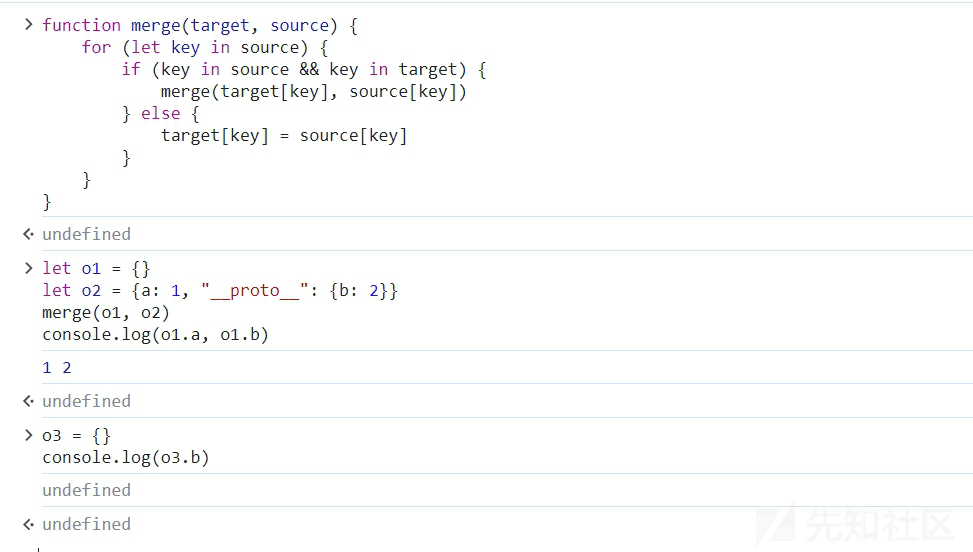 function merge(target, source) {
    for (let key in source) {
        if (key in source && key in target) {
            merge(target[key], source[key])
        } else {
            target[key] = source[key]
        }
    }
}
undefined
let o1 = {}
let o2 = {a: 1, "__proto__": {b: 2}}
merge(o1, o2)
console.log(o1.a, o1.b)
1 2
undefined
o3 = {}
console.log(o3.b)
undefined
undefined
先知社区